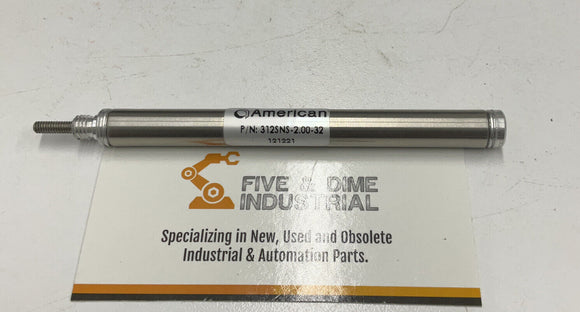 American
P/N: 312SNS-2.00-32
121221
FIVE & DIME
INDUSTRIAL
Specializing in New, Used and Obsolete
Industrial & Automation Parts.